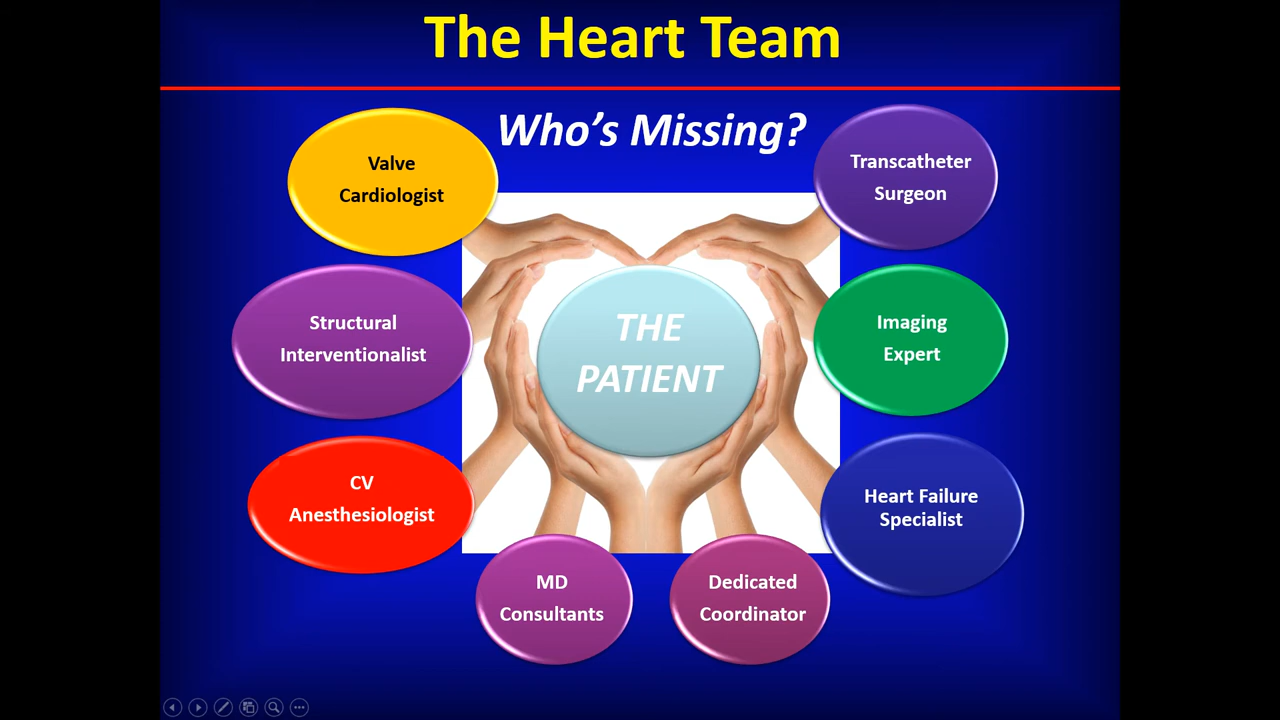 The Heart Team
Who's Missing?
Valve
Cardiologist
Transcatheter
Surgeon
Structural
Interventionalist
THE
PATIENT
Imaging
Expert
CV
Anesthesiologist
Heart Failure
Specialist
MD
Consultants
Dedicated
Coordinator